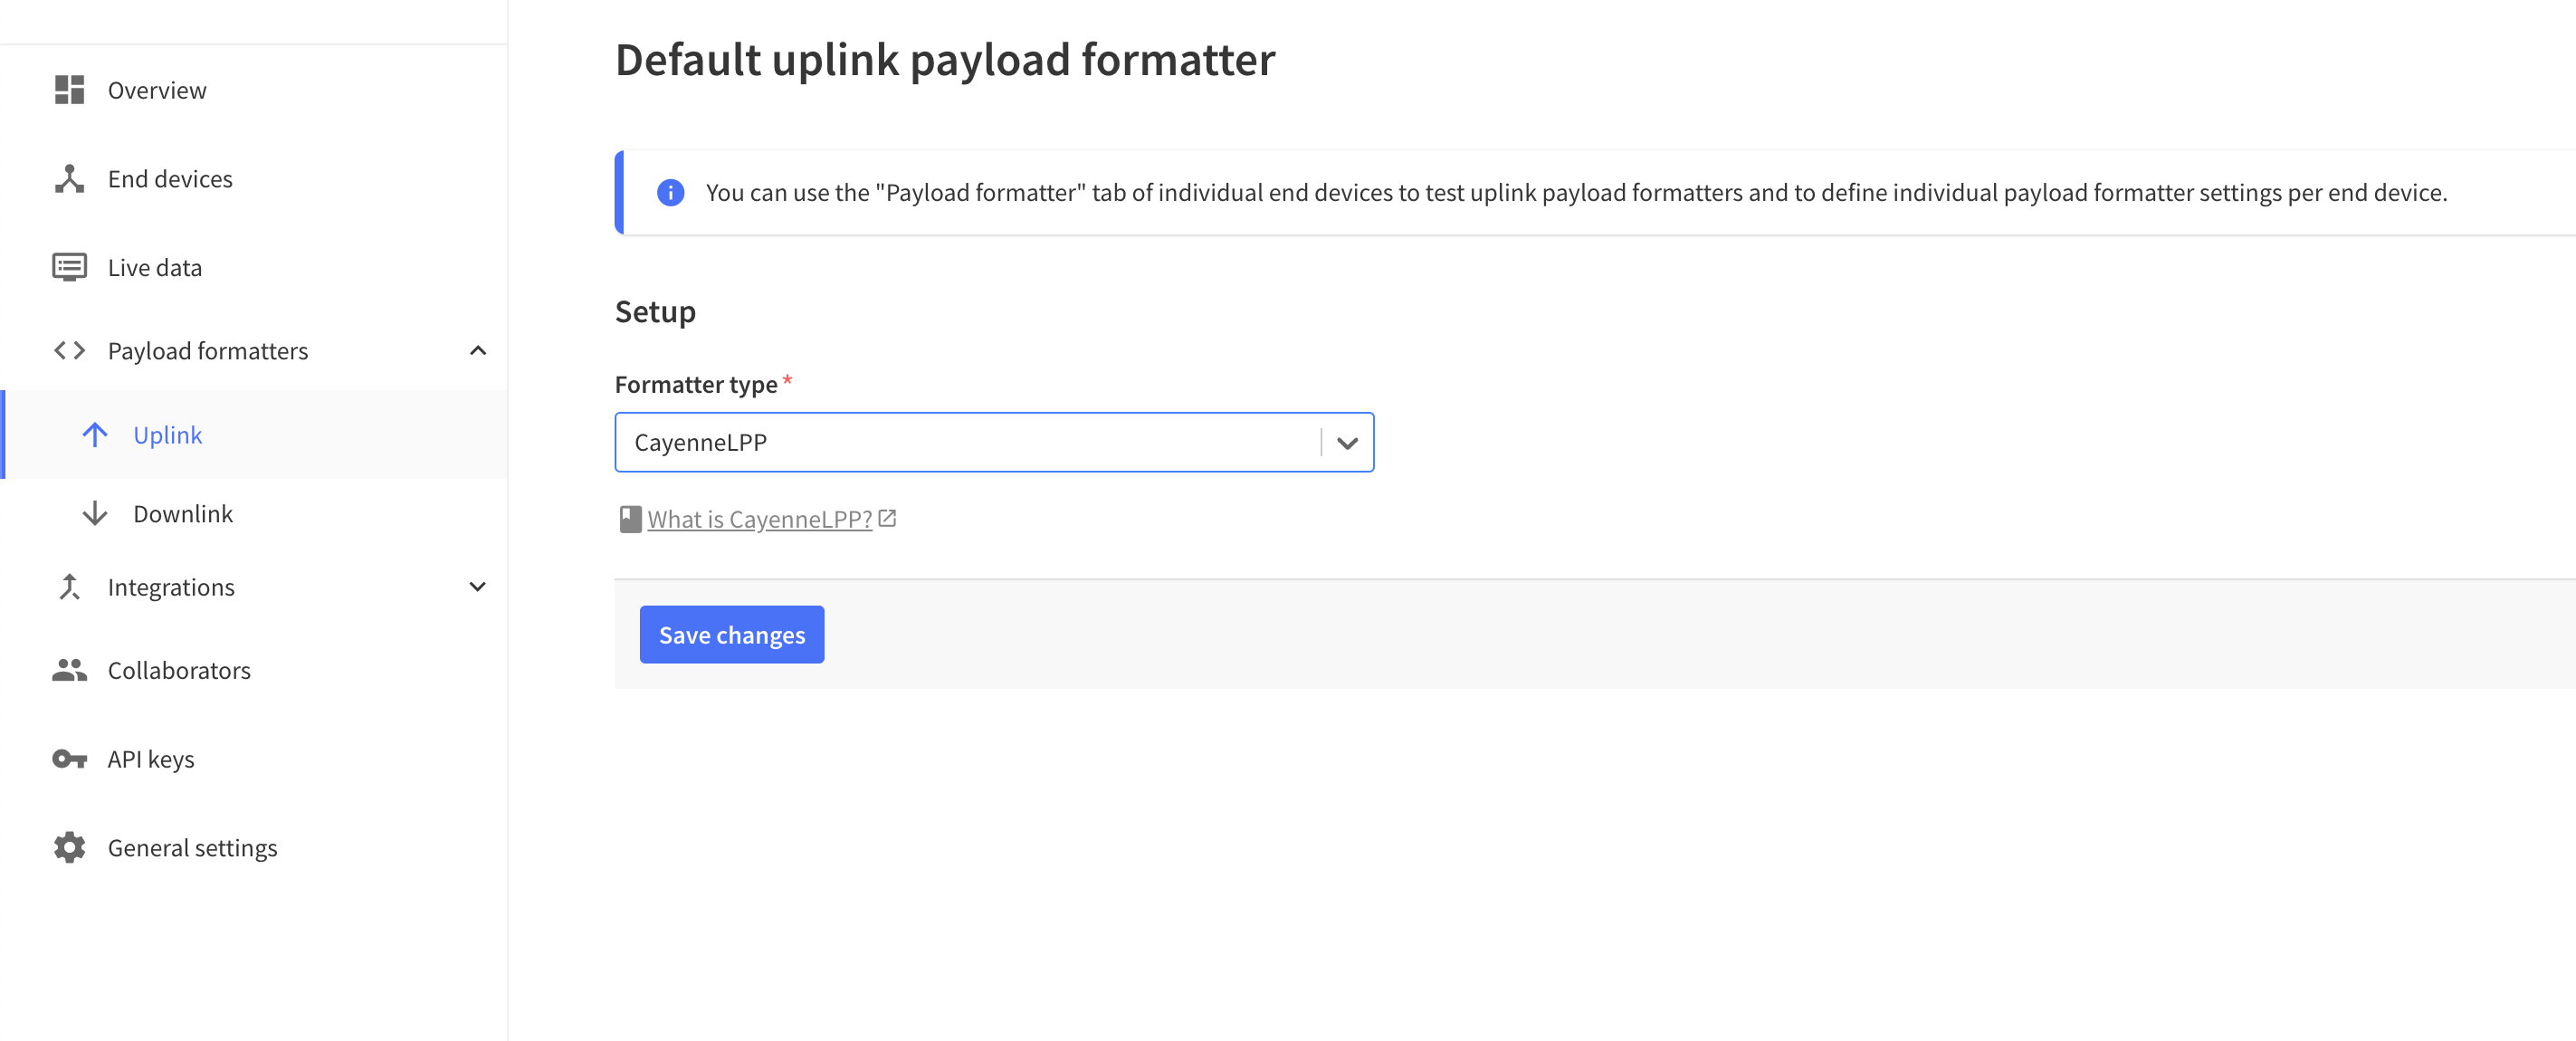 Overview
End devices
Live data
Payload formatters
Uplink
Downlink
Integrations
Collaborators
API keys
General settings
Default uplink payload formatter
You can use the "Payload formatter" tab of individual end devices to test uplink payload formatters and to define individual payload formatter settings per end device.
Setup
Formatter type *
CayenneLPP
What is CayenneLPP?
Save changes